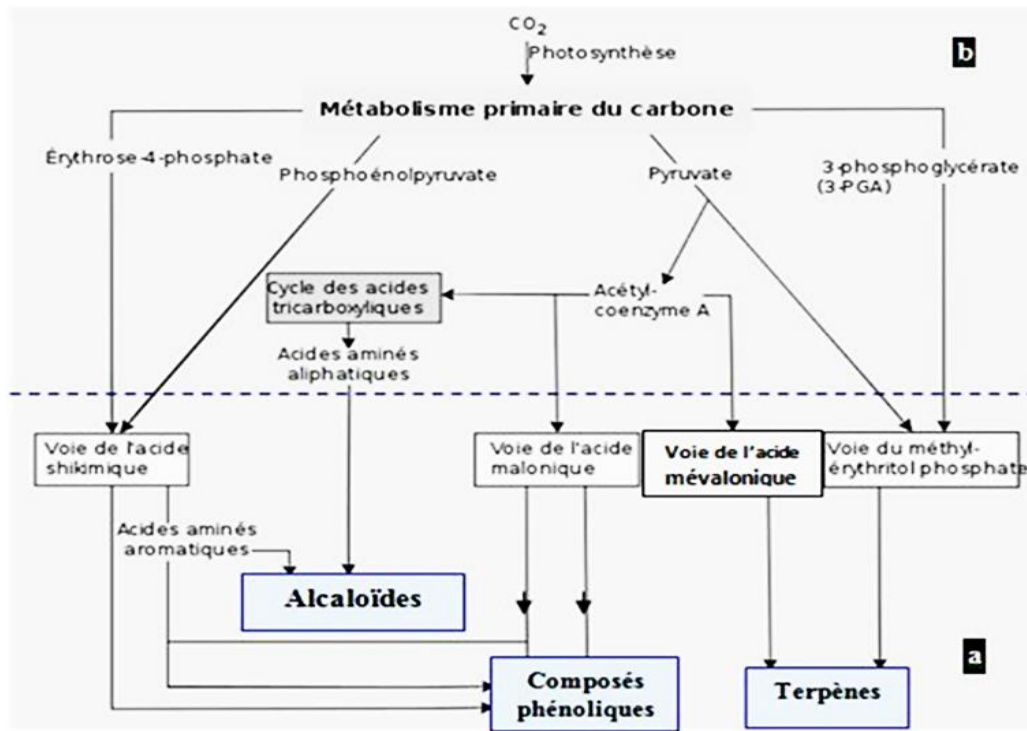 CO2
Photosynthèse
b
Métabolisme primaire du carbone
Érythrose-4-phosphate
Phosphoénolpyruvate
Pyruvate
3-phosphoglycérate
(3-PGA)
Cycle des acides
tricarboxyliques
Acétyl-
coenzyme A
Acides aminés
aliphatiques
Voie de l'acide
shikimique
Voie de l'acide
malonique
Voie de l'acide
mévalonique
Voie du méthyl-
érythritol phosphate
Acides aminés
aromatiques
Alcaloïdes
a
Composés
phénoliques
Terpènes